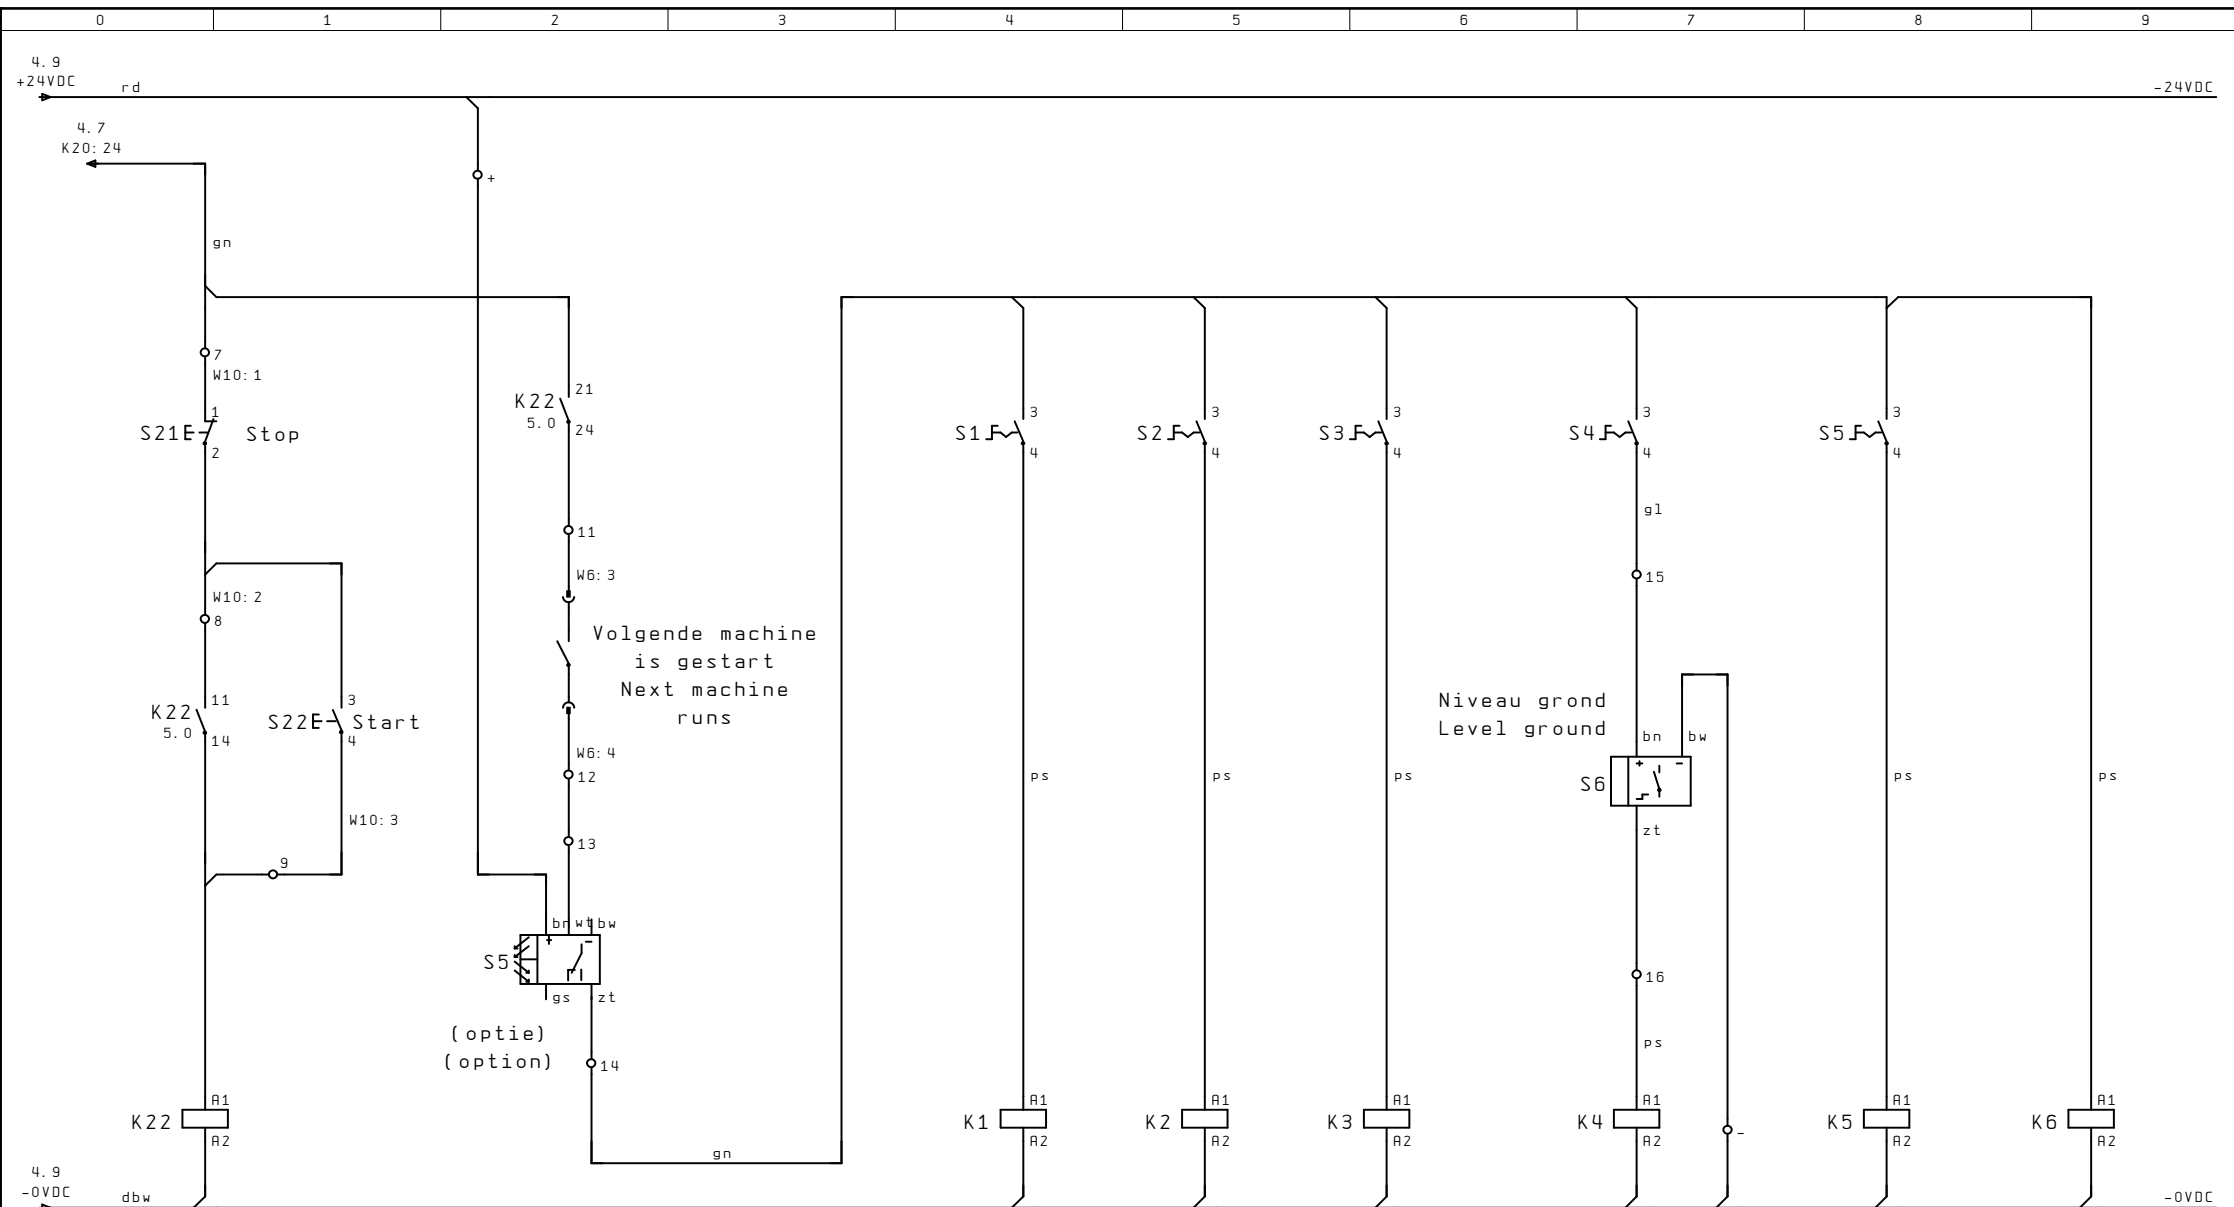 0 1 2 3 4 5 6 7 8 9
4.9
+24VDC
rd
-24VDC
4.7
K20:24
+
gn
7
W10:1
1
S21 Stop
2
W10:2
8
11
K22
5.0
14
3
S22 Start
4
W10:3
9
21
K22
5.0
24
11
W6:3
Volgende machine
is gestart
Next machine
runs
W6:4
12
13
bn wt bw
+ -
S5
gs zt
(optie)
(option)
14
gn
3
S1
4
ps
3
S2
4
ps
3
S3
4
ps
3
S4
4
gl
15
Niveau grond
Level ground
bn bw
+ -
S6
zt
16
ps
3
S5
4
ps
ps
A1
K22
A2
A1
K1
A2
A1
K2
A2
A1
K3
A2
A1
K4
A2
-
A1
K5
A2
A1
K6
A2
4.9
-0VDC
dbw
-0VDC